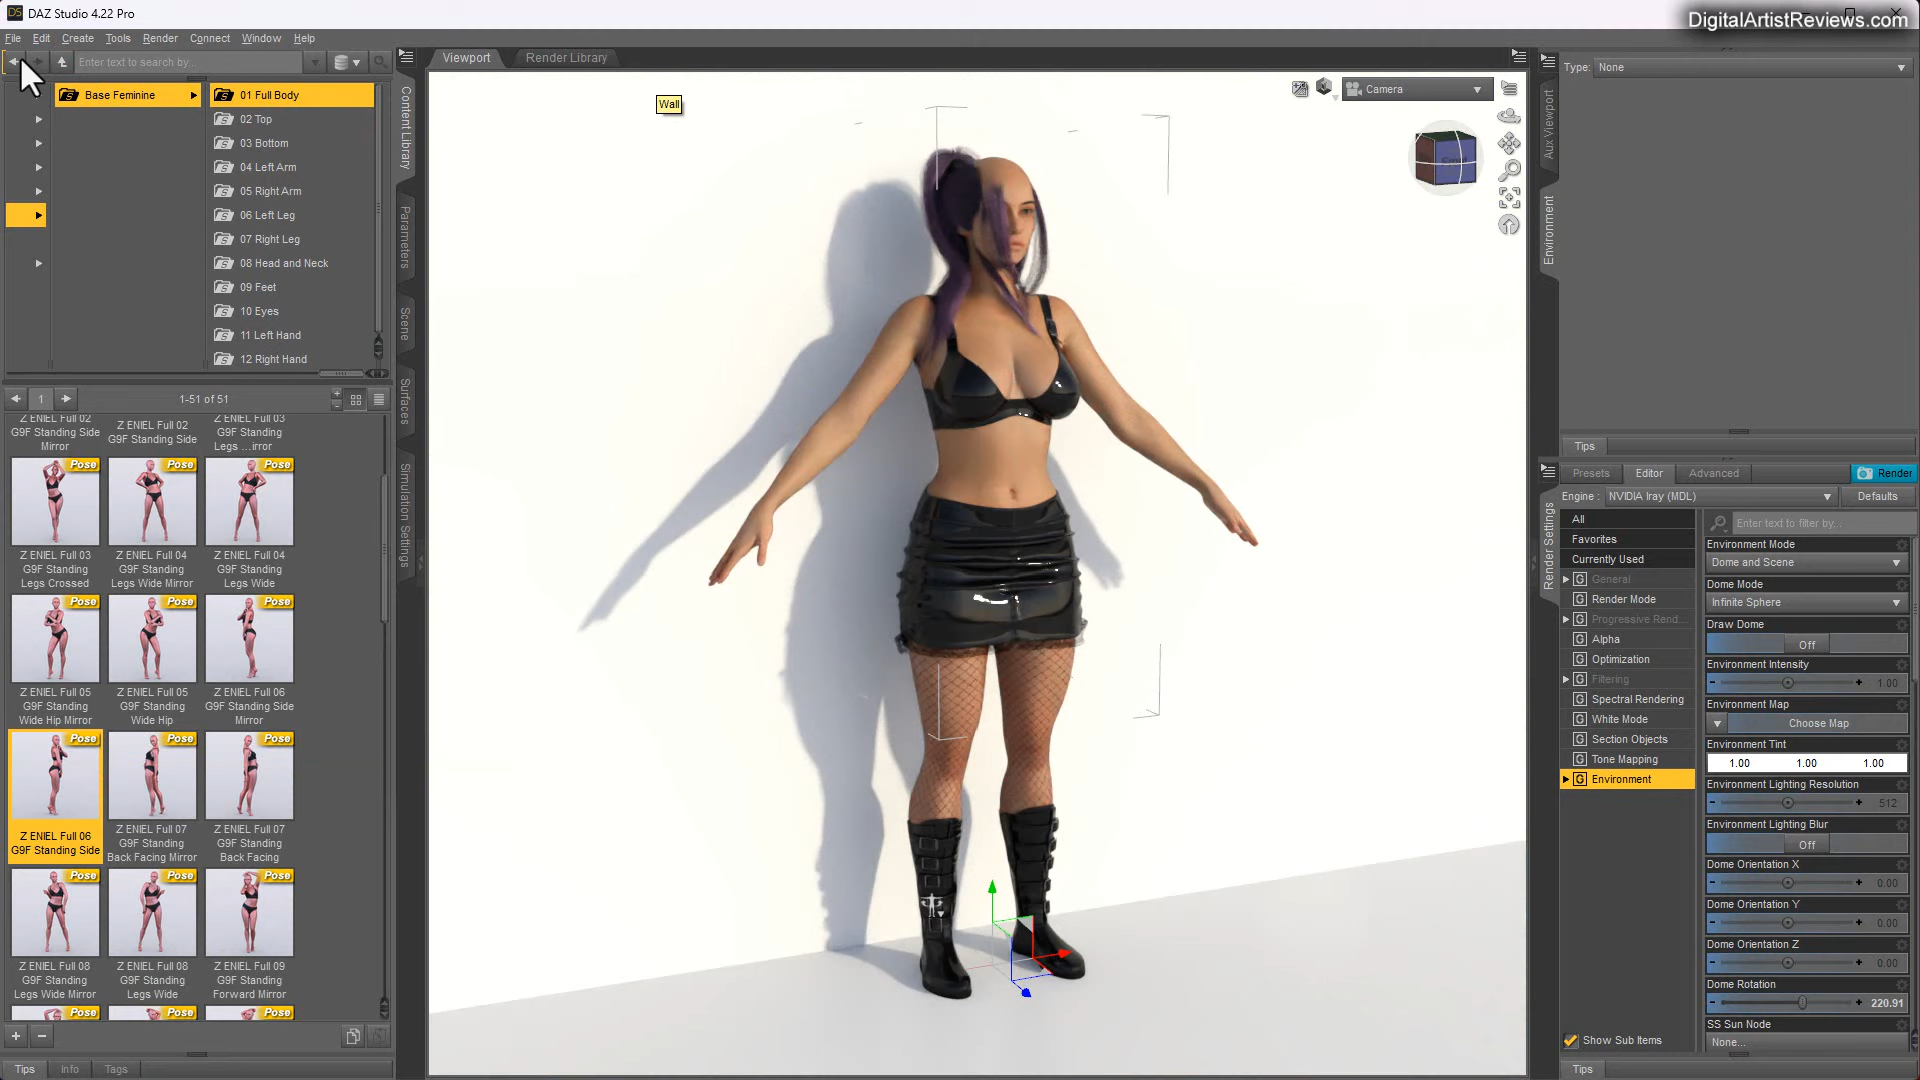 DAZ Studio 4.22 Pro
DigitalArtistReviews.com
File Edit Create Tools Render Connect Window Help
Enter text to search by...
Viewport Render Library
Type: None
Base Feminine
01 Full Body
02 Top
03 Bottom
04 Left Arm
05 Right Arm
06 Left Leg
07 Right Leg
08 Head and Neck
09 Feet
10 Eyes
11 Left Hand
12 Right Hand
Content Library
Parameters
Scene
Surfaces
Simulation Settings
Wall
Camera
Aux Viewport
Environment
1
1-51 of 51
Z ENIEL Full 02
G9F Standing Side
Mirror
Z ENIEL Full 02
G9F Standing Side
Z ENIEL Full 03
G9F Standing
Legs ...irror
Pose
Pose
Pose
Z ENIEL Full 03
G9F Standing
Legs Crossed
Z ENIEL Full 04
G9F Standing
Legs Wide Mirror
Z ENIEL Full 04
G9F Standing
Legs Wide
Pose
Pose
Pose
Z ENIEL Full 05
G9F Standing
Wide Hip Mirror
Z ENIEL Full 05
G9F Standing
Wide Hip
Z ENIEL Full 06
G9F Standing Side
Mirror
Pose
Pose
Pose
Z ENIEL Full 06
G9F Standing Side
Z ENIEL Full 07
G9F Standing
Back Facing Mirror
Z ENIEL Full 07
G9F Standing
Back Facing
Pose
Pose
Pose
Z ENIEL Full 08
G9F Standing
Legs Wide Mirror
Z ENIEL Full 08
G9F Standing
Legs Wide
Z ENIEL Full 09
G9F Standing
Forward Mirror
Pose
Pose
Pose
Tips Info Tags
Tips
Presets Editor Advanced Render
Engine : NVIDIA Iray (MDL) Defaults
Render Settings
All
Favorites
Currently Used
General
Render Mode
Progressive Rend...
Alpha
Optimization
Filtering
Spectral Rendering
White Mode
Section Objects
Tone Mapping
Environment
Show Sub Items
Enter text to filter by...
Environment Mode
Dome and Scene
Dome Mode
Infinite Sphere
Draw Dome
Off
Environment Intensity
1.00
Environment Map
Choose Map
Environment Tint
1.00 1.00 1.00
Environment Lighting Resolution
512
Environment Lighting Blur
Off
Dome Orientation X
0.00
Dome Orientation Y
0.00
Dome Orientation Z
0.00
Dome Rotation
220.91
SS Sun Node
None...
Tips